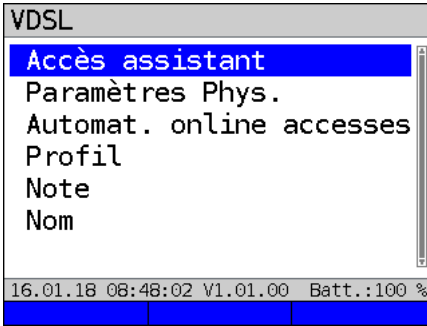 VDSL
Accès assistant
Paramètres Phys.
Automat. online accesses
Profil
Note
Nom
16.01.18 08:48:02 V1.01.00 Batt.:100 %